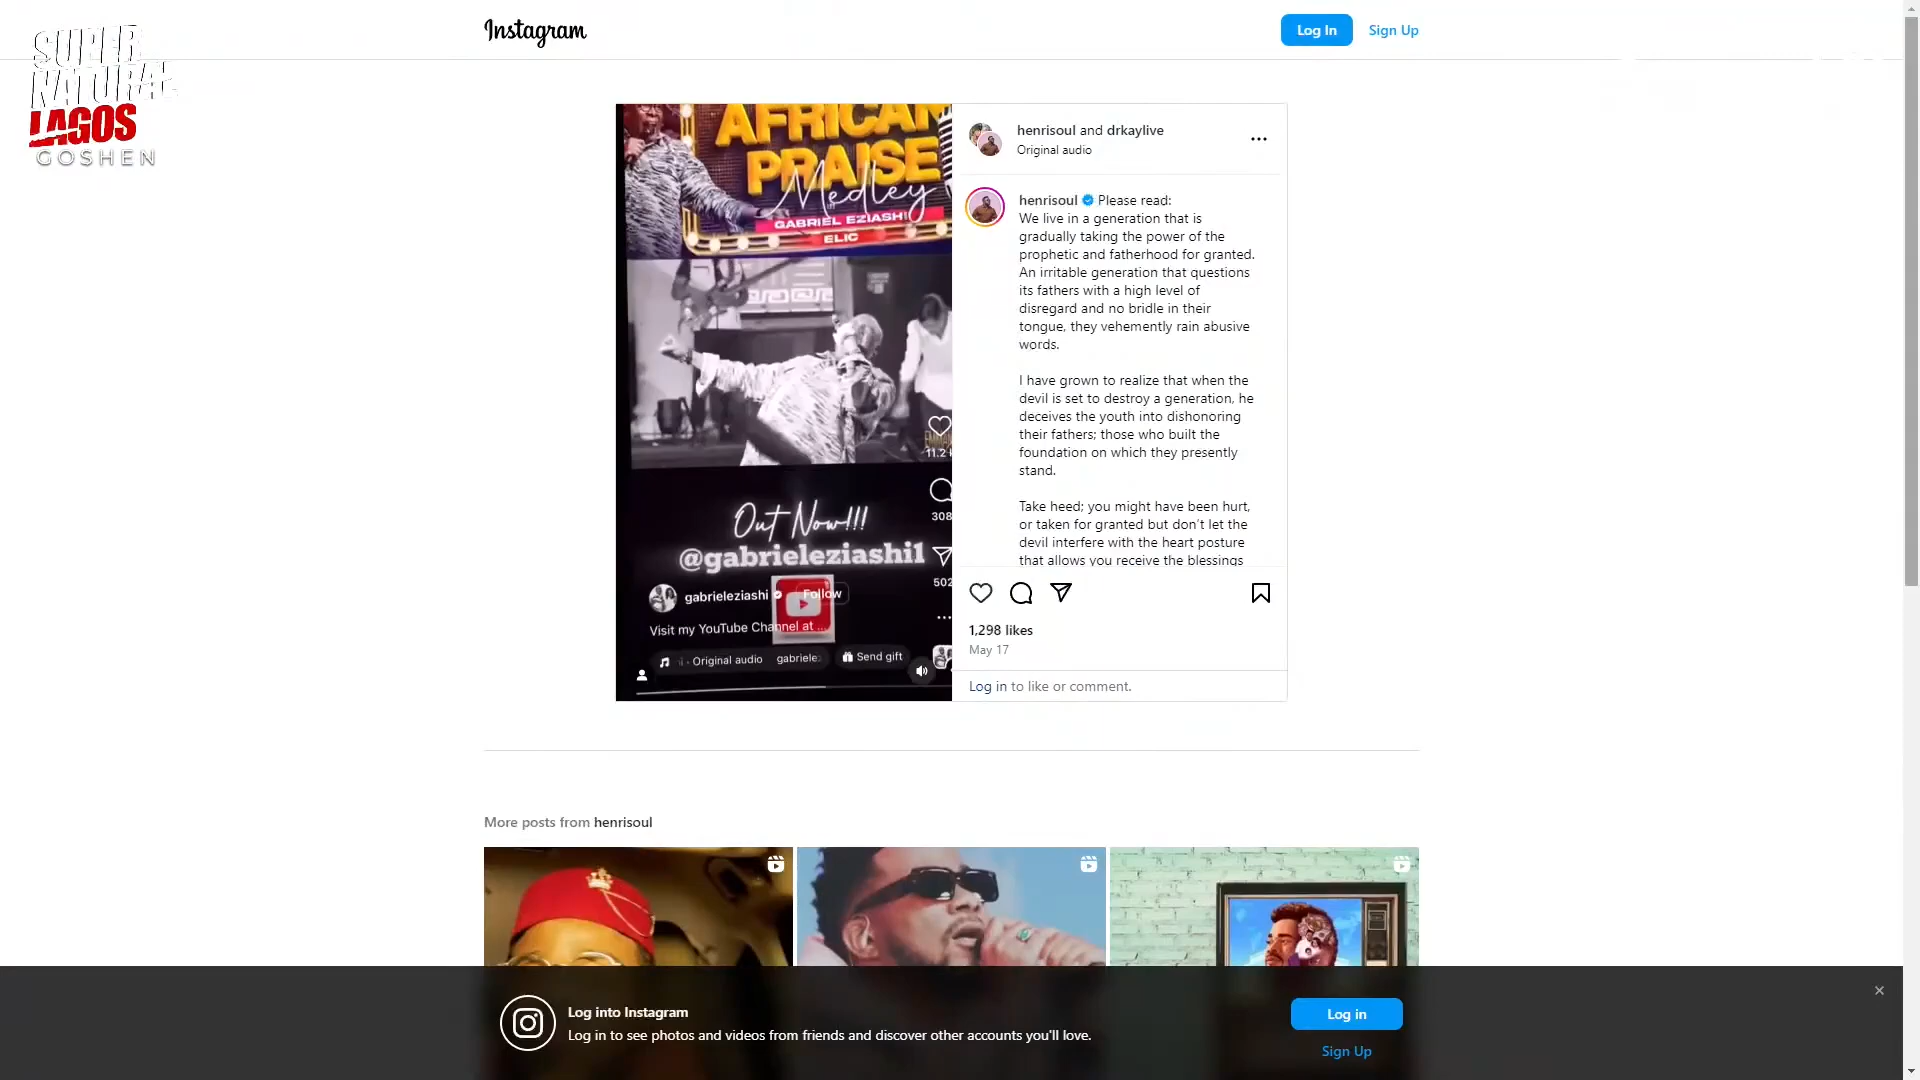 SUPER
NATURAL
LAGOS
GOSHEN
Instagram
Log In
Sign Up
AFRICAN
PRAISE
Medley
GABRIEL EZIASHI
ELIC
Out Now!!!
@gabrieleziashi1
gabrieleziashi
Follow
Visit my YouTube Channel at ...
Original audio
gabriele
Send gift
308
502
henrisoul and drkaylive
Original audio
henrisoul Please read:
We live in a generation that is
gradually taking the power of the
prophetic and fatherhood for granted.
An irritable generation that questions
its fathers with a high level of
disregard and no bridle in their
tongue, they vehemently rain abusive
words.
I have grown to realize that when the
devil is set to destroy a generation, he
deceives the youth into dishonoring
their fathers; those who built the
foundation on which they presently
stand.
Take heed; you might have been hurt,
or taken for granted but don’t let the
devil interfere with the heart posture
that allows you receive the blessings
1,298 likes
May 17
Log in to like or comment.
More posts from henrisoul
Log into Instagram
Log in to see photos and videos from friends and discover other accounts you'll love.
Log in
Sign Up